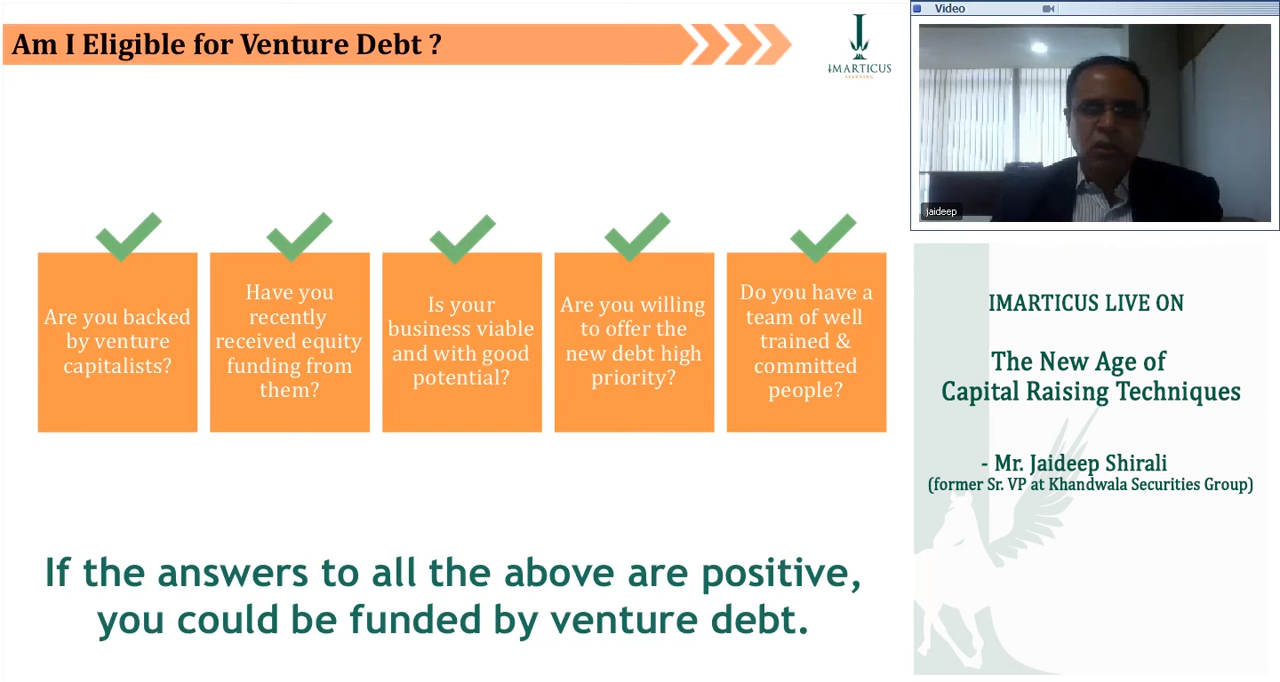 Am I Eligible for Venture Debt ?
IMARTICUS
LEARNING
Are you backed
by venture
capitalists?
Have you
recently
received equity
funding from
them?
Is your
business viable
and with good
potential?
Are you willing
to offer the
new debt high
priority?
Do you have a
team of well
trained &
committed
people?
If the answers to all the above are positive,
you could be funded by venture debt.
Video
jaideep
IMARTICUS LIVE ON
The New Age of
Capital Raising Techniques
- Mr. Jaideep Shirali
(former Sr. VP at Khandwala Securities Group)